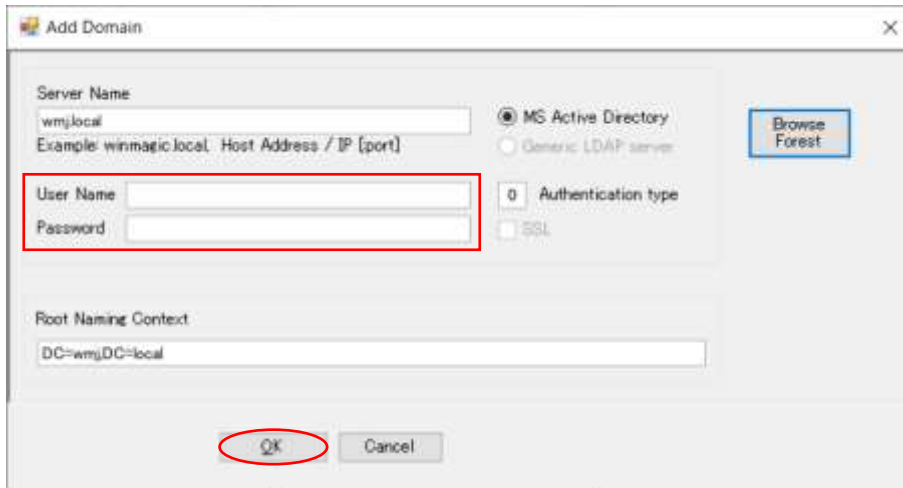 Add Domain
Server Name
wmj.local
Example: winmagic.local, Host Address / IP [port]
MS Active Directory
Generic LDAP server
Browse
Forest
User Name
0 Authentication type
Password
SSL
Root Naming Context
DC=wmj,DC=local
OK
Cancel